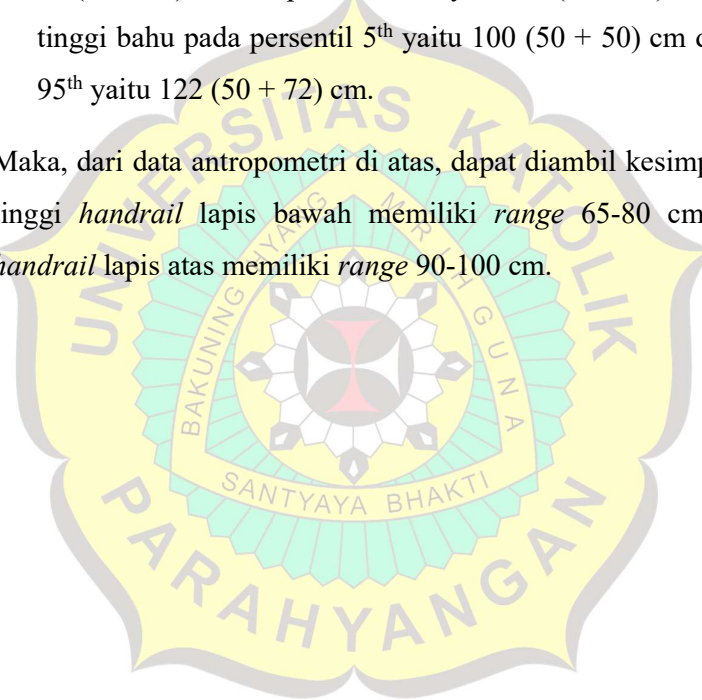 tinggi bahu pada persentil 5th yaitu 100 (50 + 50) cm
95th yaitu 122 (50 + 72) cm.
Maka, dari data antropometri di atas, dapat diambil
tinggi handrail lapis bawah memiliki range 65-80 cm
handrail lapis atas memiliki range 90-100 cm.
UNIVERSITAS KATOLIK
BAKUNING HYANG MRIH GUNA
SANTYAYA BHAKTI
PARAHYANGAN